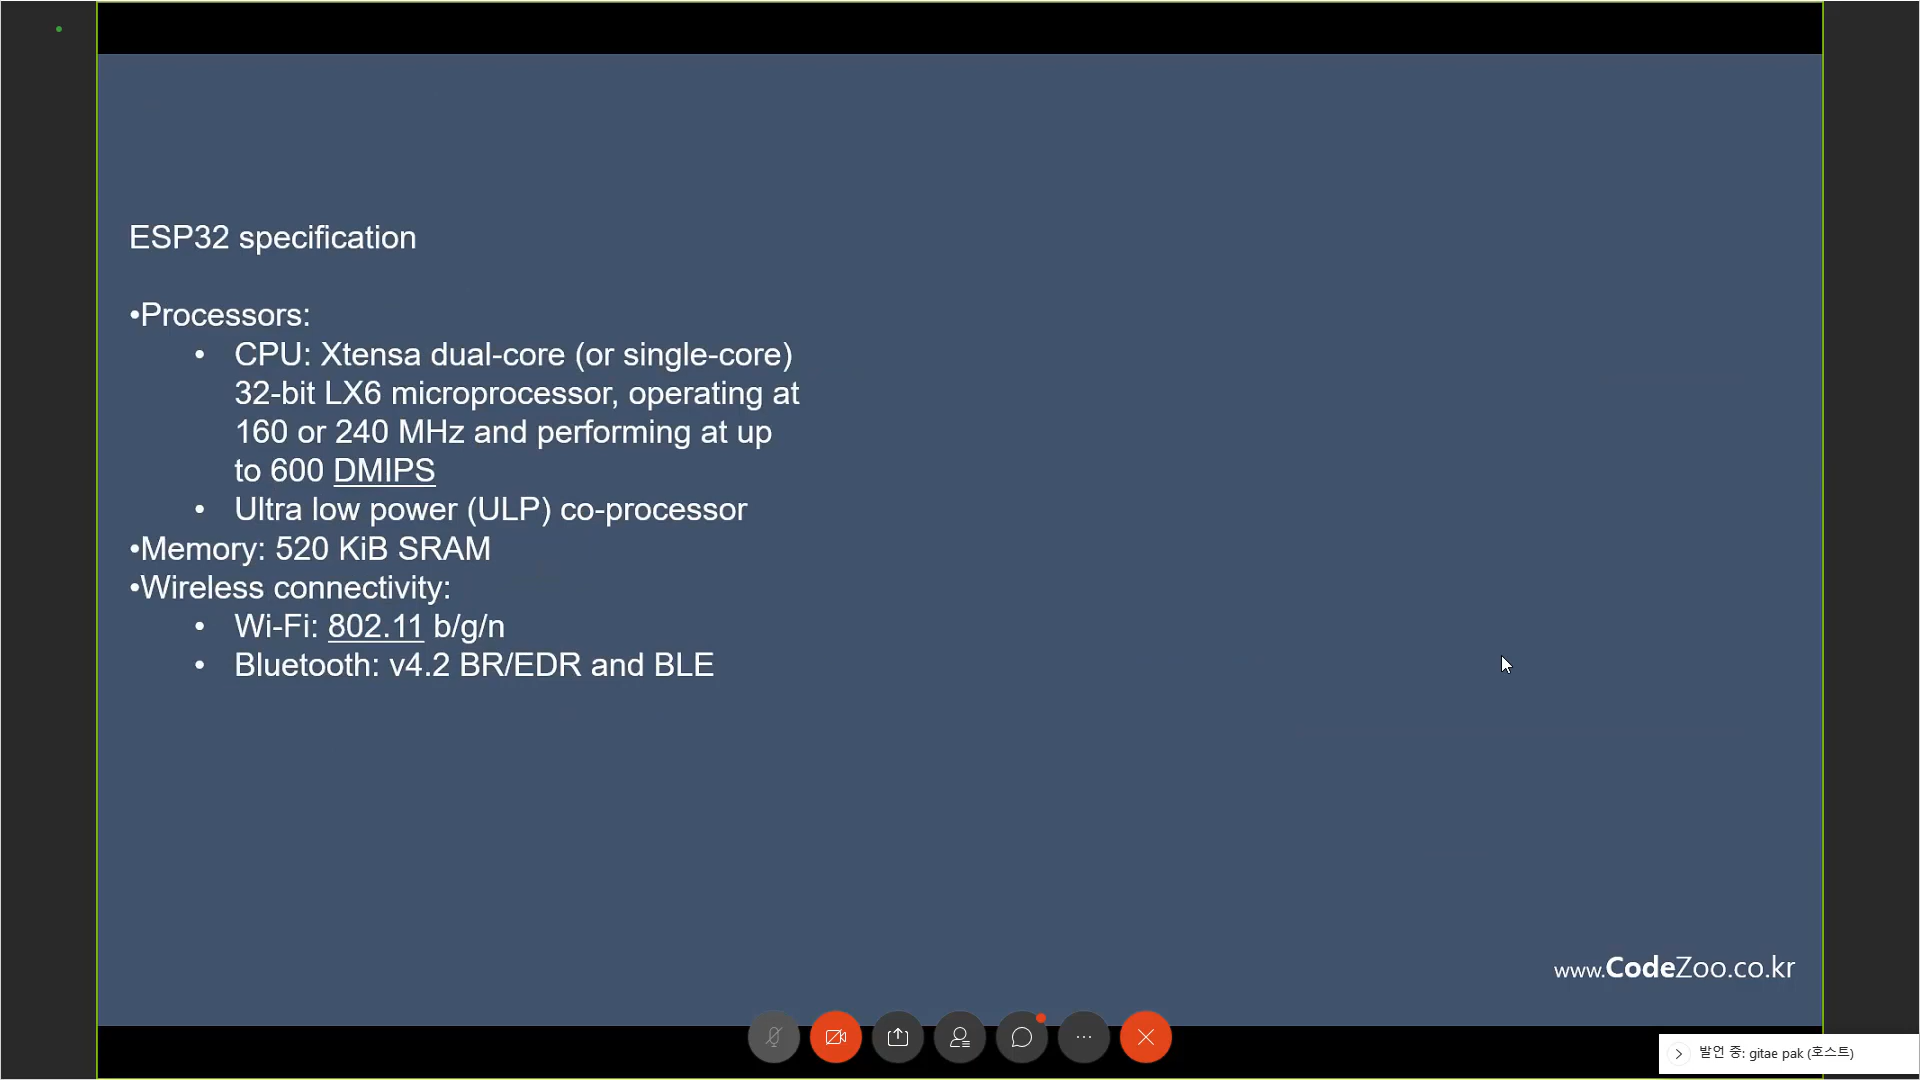 ESP32 specification
•Processors:
• CPU: Xtensa dual-core (or single-core)
32-bit LX6 microprocessor, operating at
160 or 240 MHz and performing at up
to 600 DMIPS
• Ultra low power (ULP) co-processor
•Memory: 520 KiB SRAM
•Wireless connectivity:
• Wi-Fi: 802.11 b/g/n
• Bluetooth: v4.2 BR/EDR and BLE
www.CodeZoo.co.kr
발언 중: gitae pak (호스트)